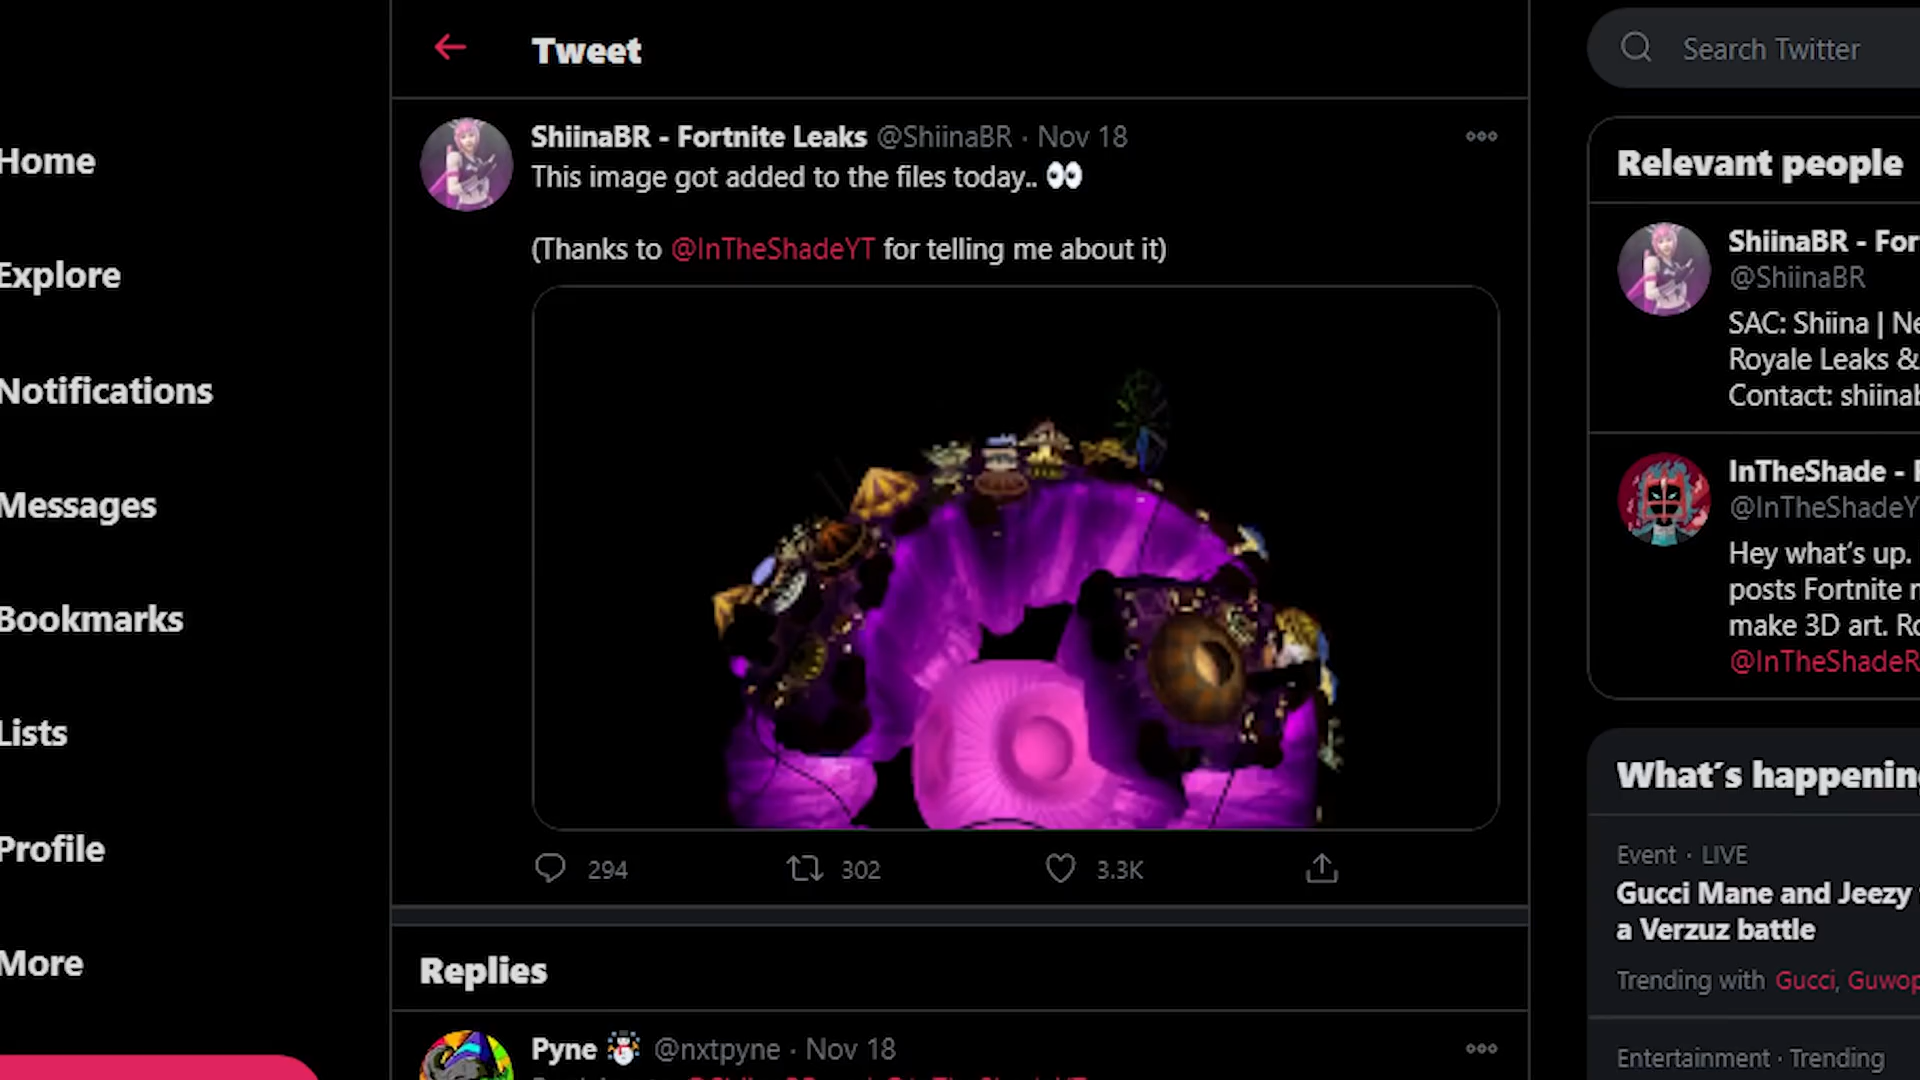 Home
Explore
Notifications
Messages
Bookmarks
Lists
Profile
More
Tweet
ShiinaBR - Fortnite Leaks @ShiinaBR · Nov 18
This image got added to the files today.. 👀
(Thanks to @InTheShadeYT for telling me about it)
294
302
3.3K
Replies
Pyne ☃ @nxtpyne · Nov 18
Search Twitter
Relevant people
ShiinaBR - For
@ShiinaBR
SAC: Shiina | Ne
Royale Leaks &
Contact: shiinab
InTheShade -
@InTheShadeY
Hey what's up.
posts Fortnite
make 3D art. Ro
@InTheShadeR
What´s happening
Event · LIVE
Gucci Mane and Jeezy
a Verzuz battle
Trending with Gucci, Guwop
Entertainment · Trending